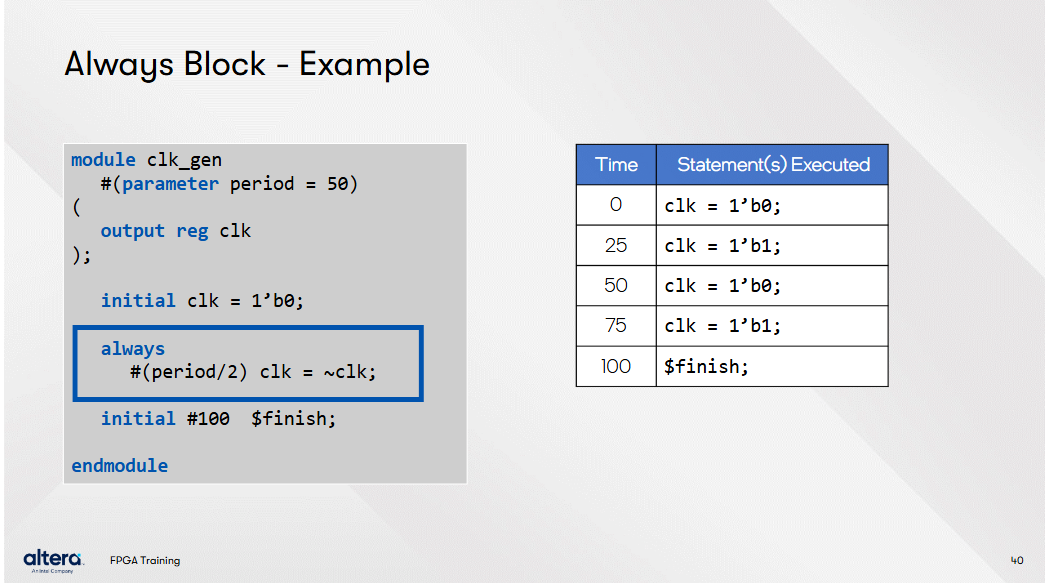 Always Block - Example
module clk_gen
#(parameter period = 50)
(
output reg clk
);
initial clk = 1’b0;
always
#(period/2) clk = ~clk;
initial #100 $finish;
endmodule
Time Statement(s) Executed
0 clk = 1’b0;
25 clk = 1’b1;
50 clk = 1’b0;
75 clk = 1’b1;
100 $finish;
altera
An Intel Company
FPGA Training
40